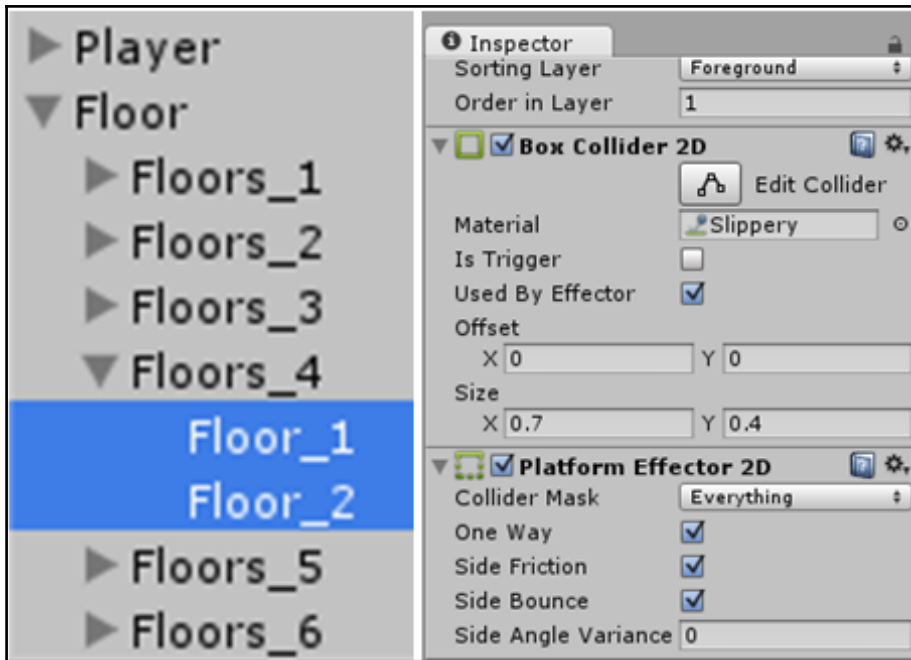 Player
Floor
Floors_1
Floors_2
Floors_3
Floors_4
Floor_1
Floor_2
Floors_5
Floors_6
Inspector
Sorting Layer Foreground
Order in Layer 1
Box Collider 2D
Edit Collider
Material Slippery
Is Trigger
Used By Effector
Offset
X 0 Y 0
Size
X 0.7 Y 0.4
Platform Effector 2D
Collider Mask Everything
One Way
Side Friction
Side Bounce
Side Angle Variance 0